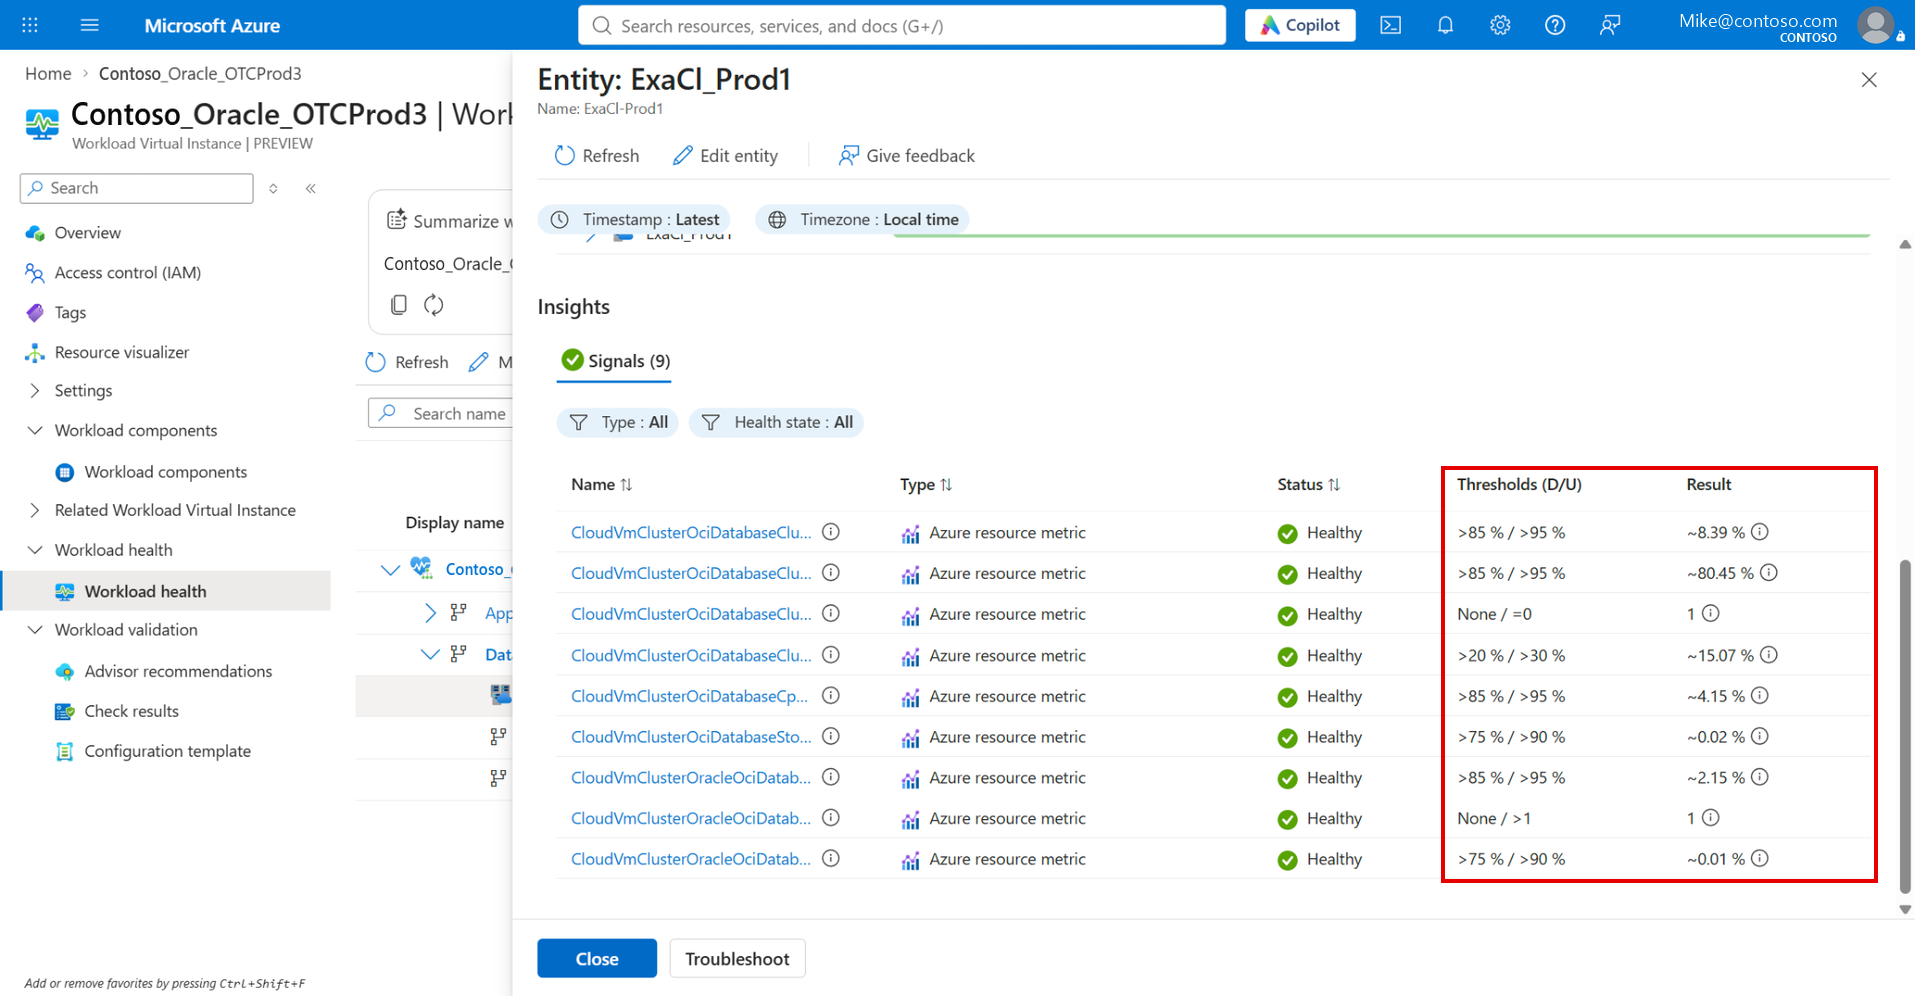 Microsoft Azure
Search resources, services, and docs (G+/)
Copilot
Mike@contoso.com
CONTOSO
Home > Contoso_Oracle_OTCProd3
Contoso_Oracle_OTCProd3 | Work
Workload Virtual Instance | PREVIEW
Search
Overview
Access control (IAM)
Tags
Resource visualizer
Settings
Workload components
Workload components
Related Workload Virtual Instance
Workload health
Workload health
Workload validation
Advisor recommendations
Check results
Configuration template
Add or remove favorites by pressing Ctrl+Shift+F
Summarize w
Contoso_Oracle_
Refresh M
Search name
Display name
Contoso_
App
Data
Entity: ExaCl_Prod1
Name: ExaCl-Prod1
Refresh Edit entity Give feedback
Timestamp : Latest Timezone : Local time
ExaCl_Prod1
Insights
Signals (9)
Type : All Health state : All
Name Type Status Thresholds (D/U) Result
CloudVmClusterOciDatabaseClu... Azure resource metric Healthy >85 % / >95 % ~8.39 %
CloudVmClusterOciDatabaseClu... Azure resource metric Healthy >85 % / >95 % ~80.45 %
CloudVmClusterOciDatabaseClu... Azure resource metric Healthy None / =0 1
CloudVmClusterOciDatabaseClu... Azure resource metric Healthy >20 % / >30 % ~15.07 %
CloudVmClusterOciDatabaseCp... Azure resource metric Healthy >85 % / >95 % ~4.15 %
CloudVmClusterOciDatabaseSto... Azure resource metric Healthy >75 % / >90 % ~0.02 %
CloudVmClusterOracleOciDatab... Azure resource metric Healthy >85 % / >95 % ~2.15 %
CloudVmClusterOracleOciDatab... Azure resource metric Healthy None / >1 1
CloudVmClusterOracleOciDatab... Azure resource metric Healthy >75 % / >90 % ~0.01 %
Close Troubleshoot